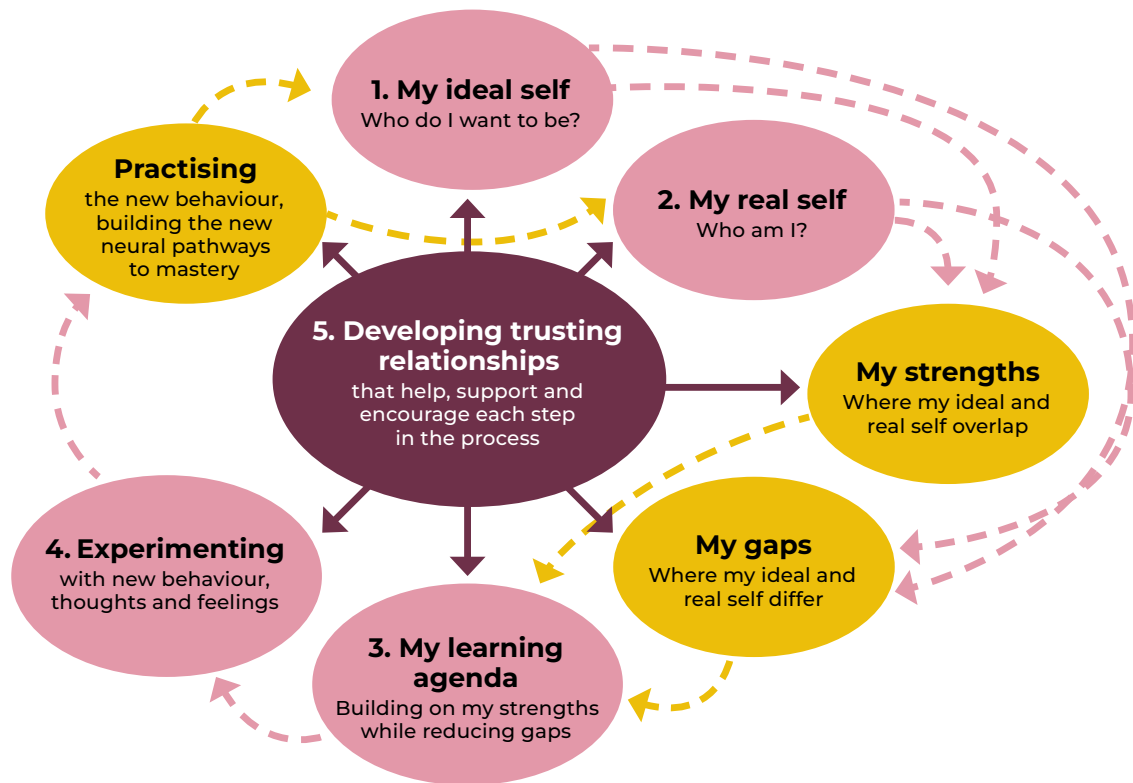 1. My ideal self
Who do I want to be?
2. My real self
Who am I?
My strengths
Where my ideal and
real self overlap
My gaps
Where my ideal and
real self differ
3. My learning
agenda
Building on my strengths
while reducing gaps
4. Experimenting
with new behaviour,
thoughts and feelings
Practising
the new behaviour,
building the new
neural pathways
to mastery
5. Developing trusting
relationships
that help, support and
encourage each step
in the process